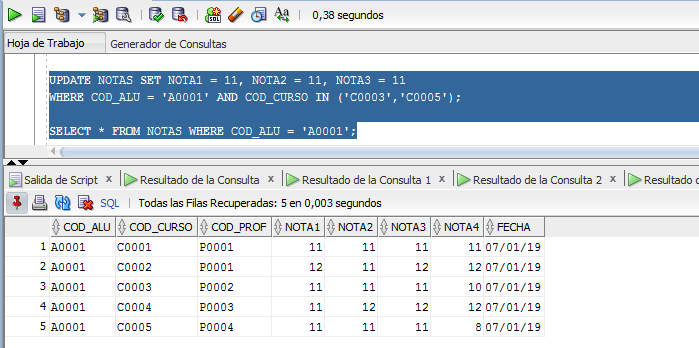 0,38 segundos
Hoja de Trabajo Generador de Consultas
UPDATE NOTAS SET NOTA1 = 11, NOTA2 = 11, NOTA3 = 11
WHERE COD_ALU = 'A0001' AND COD_CURSO IN ('C0003','C0005');
SELECT * FROM NOTAS WHERE COD_ALU = 'A0001';
Salida de Script x Resultado de la Consulta x Resultado de la Consulta 1 x Resultado de la Consulta 2 x Resultado d
SQL | Todas las Filas Recuperadas: 5 en 0,003 segundos
COD_ALU COD_CURSO COD_PROF NOTA1 NOTA2 NOTA3 NOTA4 FECHA
1 A0001 C0001 P0001 11 11 11 11 07/01/19
2 A0001 C0002 P0001 12 11 12 12 07/01/19
3 A0001 C0003 P0002 11 11 11 10 07/01/19
4 A0001 C0004 P0003 11 12 12 12 07/01/19
5 A0001 C0005 P0004 11 11 11 8 07/01/19